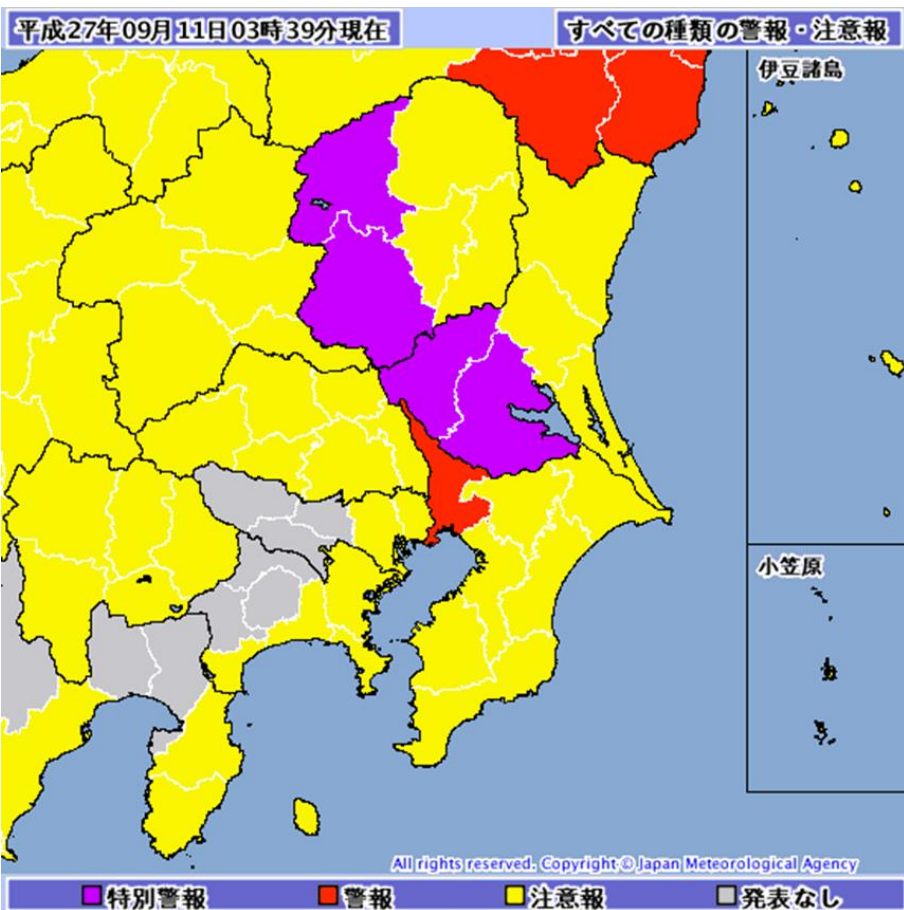 平成27年09月11日03時39分現在
すべての種類の警報・注意報
伊豆諸島
小笠原
All rights reserved. Copyright © Japan Meteorological Agency
特別警報 警報 注意報 発表なし